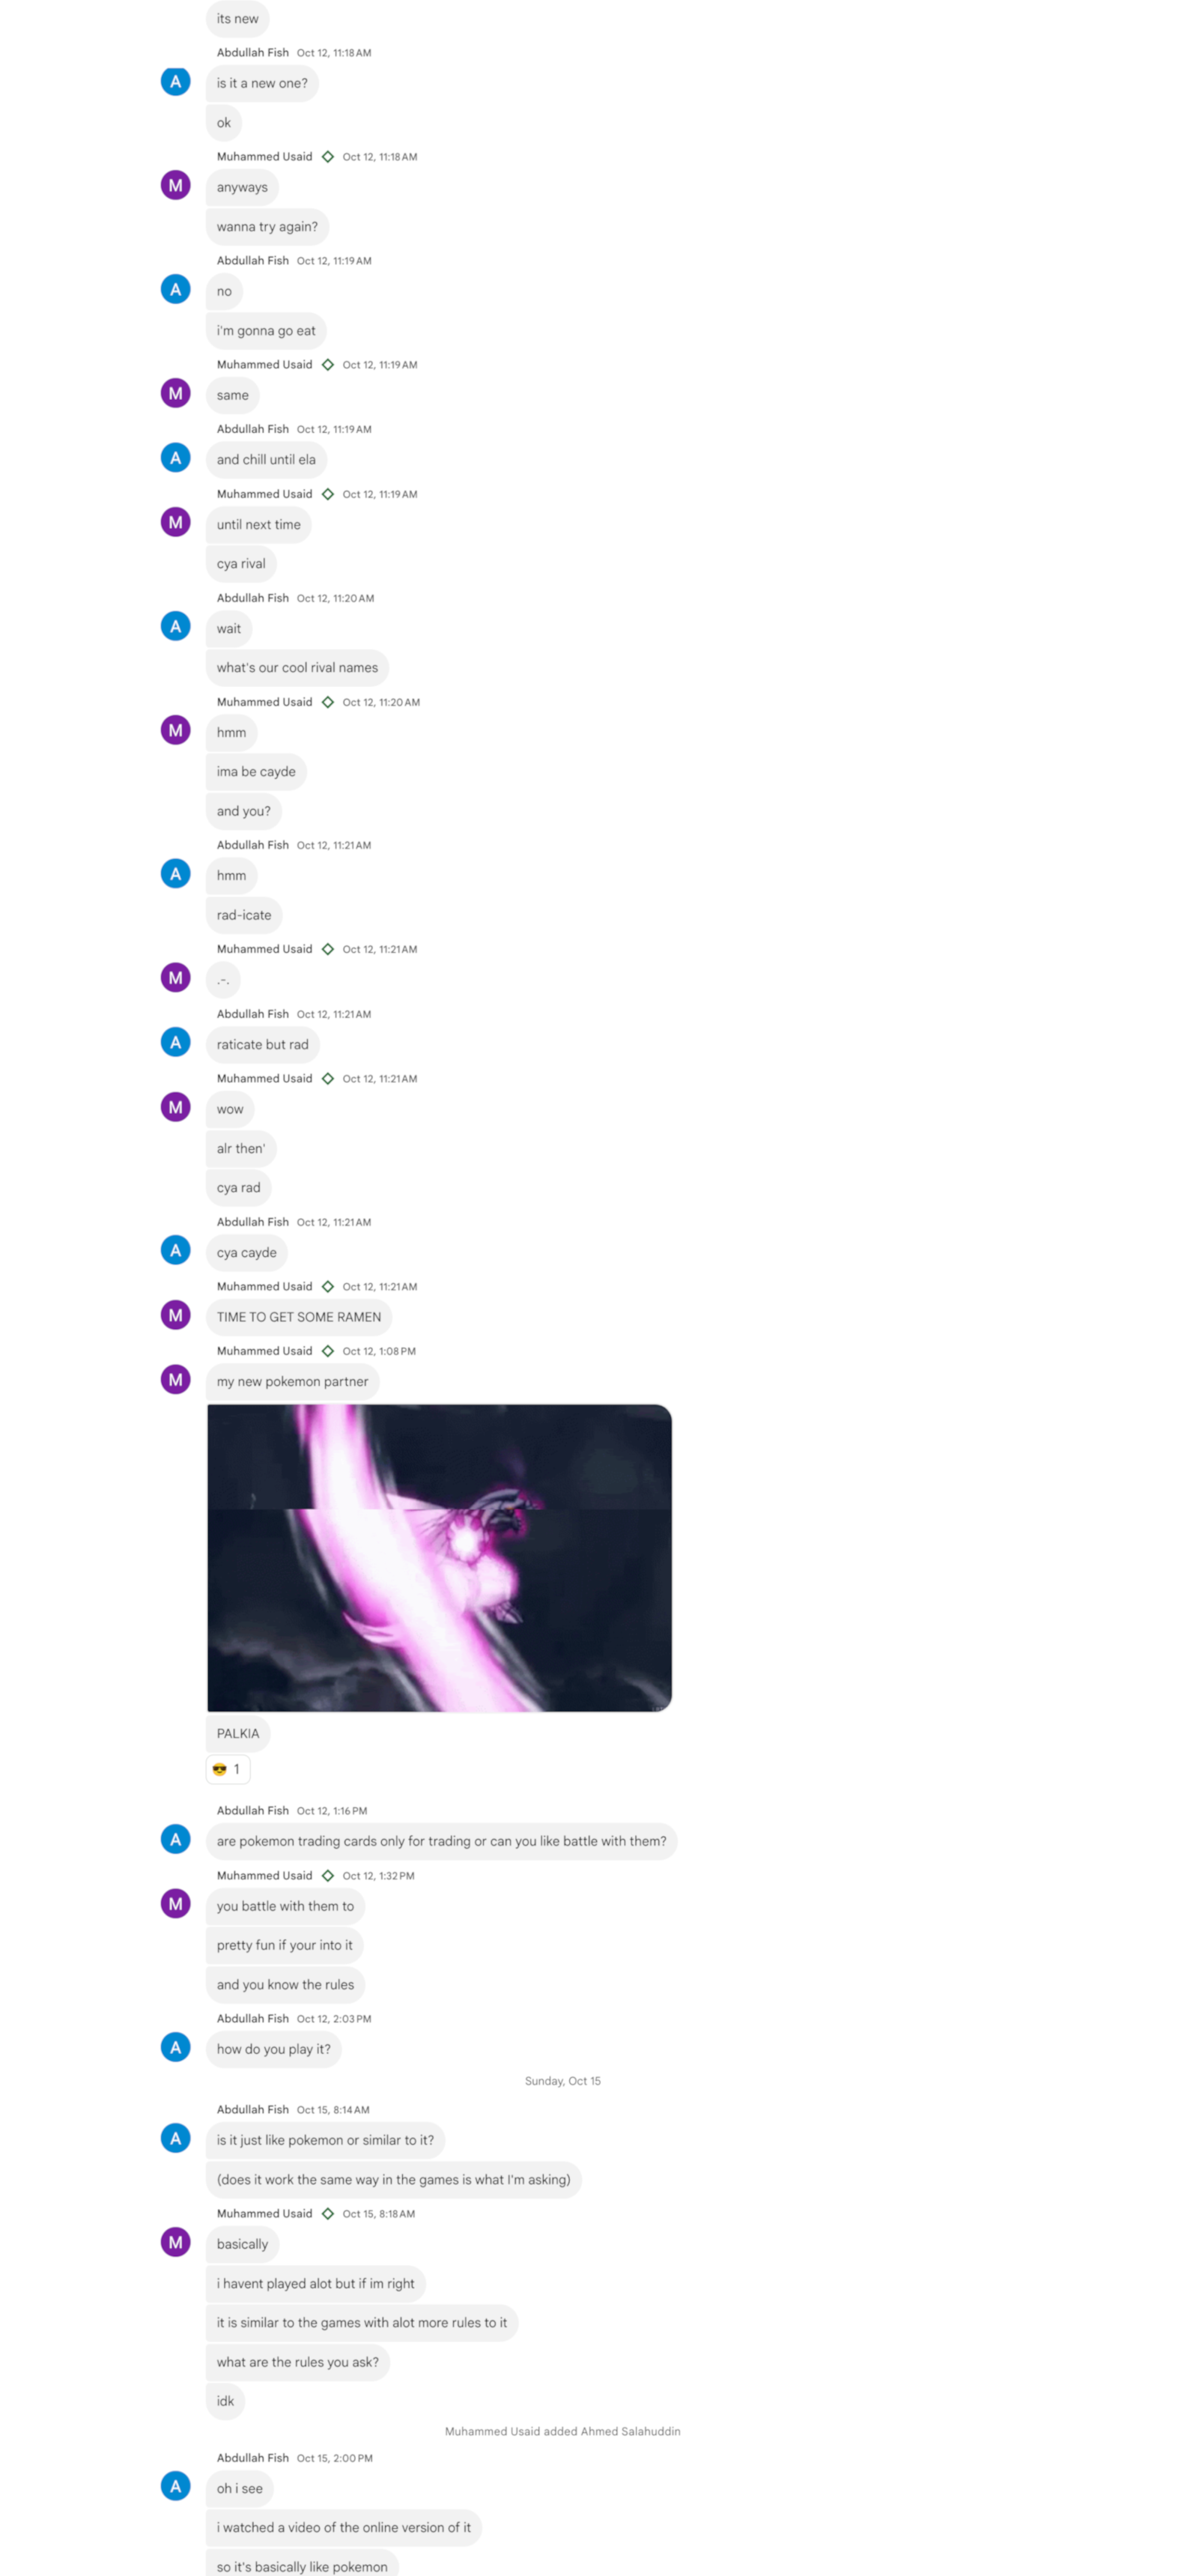 its new
Abdullah Fish Oct 12, 11:18 AM
A
is it a new one?
ok
Muhammed Usaid Oct 12, 11:18 AM
M
anyways
wanna try again?
Abdullah Fish Oct 12, 11:19 AM
A
no
i'm gonna go eat
Muhammed Usaid Oct 12, 11:19 AM
M
same
Abdullah Fish Oct 12, 11:19 AM
A
and chill until ela
Muhammed Usaid Oct 12, 11:19 AM
M
until next time
cya rival
Abdullah Fish Oct 12, 11:20 AM
A
wait
what's our cool rival names
Muhammed Usaid Oct 12, 11:20 AM
M
hmm
ima be cayde
and you?
Abdullah Fish Oct 12, 11:21 AM
A
hmm
rad-icate
Muhammed Usaid Oct 12, 11:21 AM
M
.-.
Abdullah Fish Oct 12, 11:21 AM
A
raticate but rad
Muhammed Usaid Oct 12, 11:21 AM
M
wow
alr then'
cya rad
Abdullah Fish Oct 12, 11:21 AM
A
cya cayde
Muhammed Usaid Oct 12, 11:21 AM
M
TIME TO GET SOME RAMEN
Muhammed Usaid Oct 12, 1:08 PM
M
my new pokemon partner
PALKIA
😎 1
Abdullah Fish Oct 12, 1:16 PM
A
are pokemon trading cards only for trading or can you like battle with them?
Muhammed Usaid Oct 12, 1:32 PM
M
you battle with them to
pretty fun if your into it
and you know the rules
Abdullah Fish Oct 12, 2:03 PM
A
how do you play it?
Sunday, Oct 15
Abdullah Fish Oct 15, 8:14 AM
A
is it just like pokemon or similar to it?
(does it work the same way in the games is what I'm asking)
Muhammed Usaid Oct 15, 8:18 AM
M
basically
i havent played alot but if im right
it is similar to the games with alot more rules to it
what are the rules you ask?
idk
Muhammed Usaid added Ahmed Salahuddin
Abdullah Fish Oct 15, 2:00 PM
A
oh i see
i watched a video of the online version of it
so it's basically like pokemon